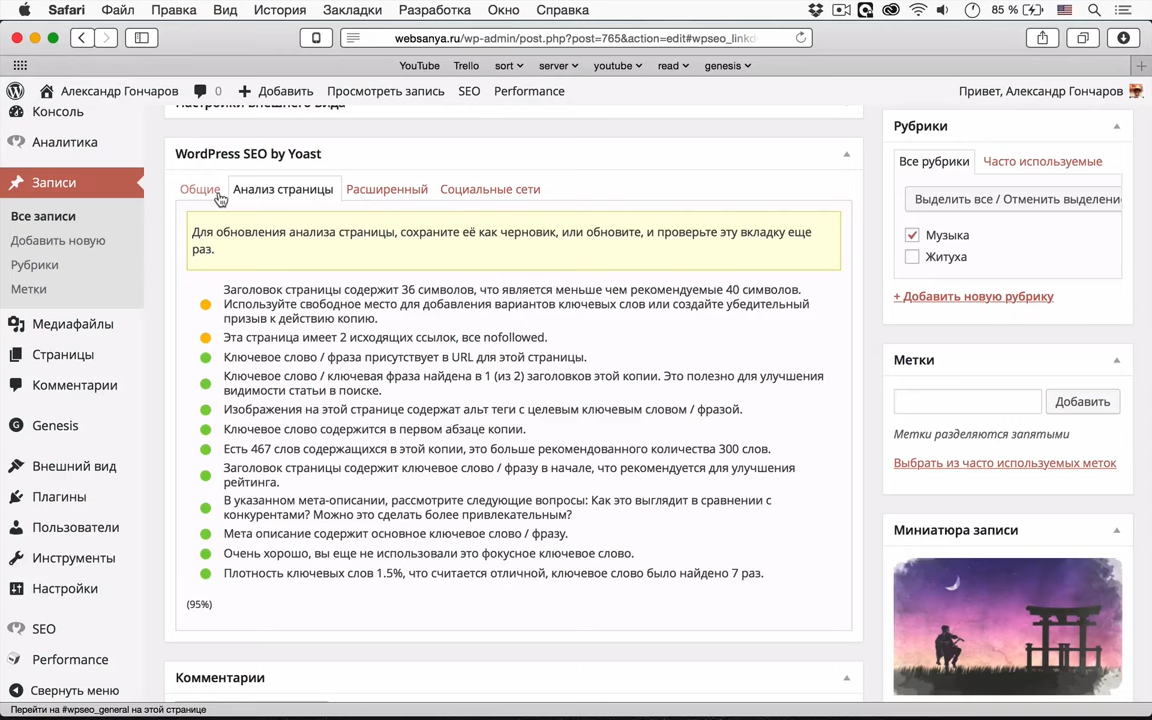 Safari Файл Правка Вид История Закладки Разработка Окно Справка 85 %
websanya.ru/wp-admin/post.php?post=765&action=edit#wpseo_linkd
YouTube Trello sort server youtube read genesis
Александр Гончаров 0 Добавить Просмотреть запись SEO Performance Привет, Александр Гончаров
Консоль
Аналитика
Записи
Все записи
Добавить новую
Рубрики
Метки
Медиафайлы
Страницы
Комментарии
Genesis
Внешний вид
Плагины
Пользователи
Инструменты
Настройки
SEO
Performance
Свернуть меню
Настройки внешнего вида
WordPress SEO by Yoast
Общие Анализ страницы Расширенный Социальные сети
Для обновления анализа страницы, сохраните её как черновик, или обновите, и проверьте эту вкладку еще
раз.
Заголовок страницы содержит 36 символов, что является меньше чем рекомендуемые 40 символов.
Используйте свободное место для добавления вариантов ключевых слов или создайте убедительный
призыв к действию копию.
Эта страница имеет 2 исходящих ссылок, все nofollowed.
Ключевое слово / фраза присутствует в URL для этой страницы.
Ключевое слово / ключевая фраза найдена в 1 (из 2) заголовков этой копии. Это полезно для улучшения
видимости статьи в поиске.
Изображения на этой странице содержат альт теги с целевым ключевым словом / фразой.
Ключевое слово содержится в первом абзаце копии.
Есть 467 слов содержащихся в этой копии, это больше рекомендованного количества 300 слов.
Заголовок страницы содержит ключевое слово / фразу в начале, что рекомендуется для улучшения
рейтинга.
В указанном мета-описании, рассмотрите следующие вопросы: Как это выглядит в сравнении с
конкурентами? Можно это сделать более привлекательным?
Мета описание содержит основное ключевое слово / фразу.
Очень хорошо, вы еще не использовали это фокусное ключевое слово.
Плотность ключевых слов 1.5%, что считается отличной, ключевое слово было найдено 7 раз.
(95%)
Комментарии
Рубрики
Все рубрики Часто используемые
Выделить все / Отменить выделени
Музыка
Житуха
+ Добавить новую рубрику
Метки
Добавить
Метки разделяются запятыми
Выбрать из часто используемых меток
Миниатюра записи
Перейти на #wpseo_general на этой странице